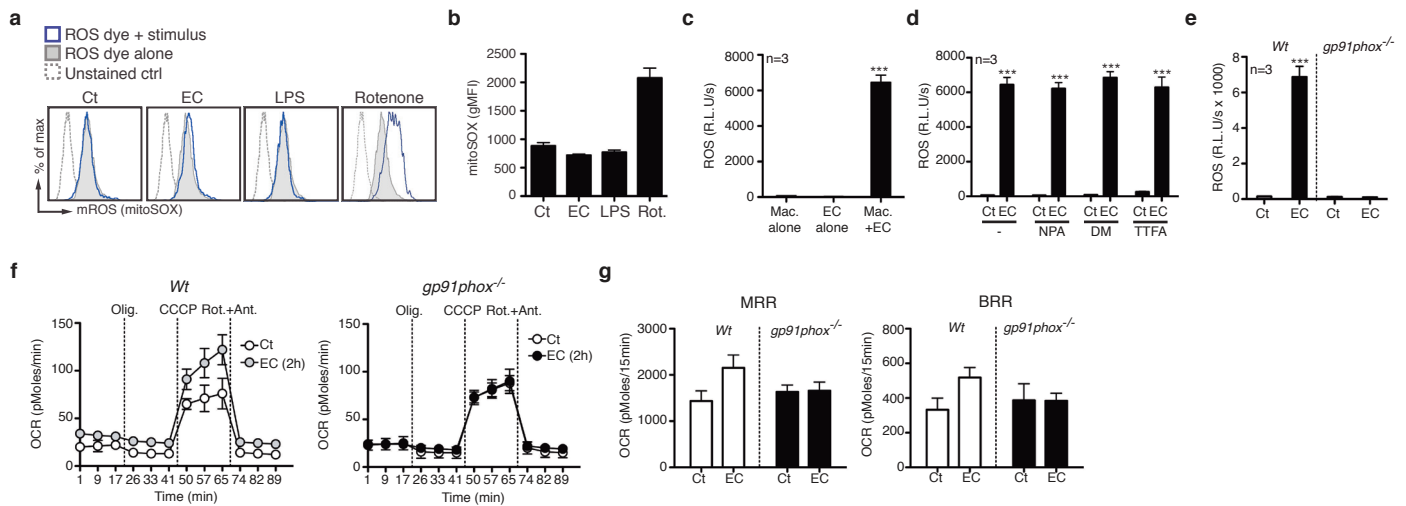 a
ROS dye + stimulus
ROS dye alone
Unstained ctrl
Ct
EC
LPS
Rotenone
% of max
mROS (mitoSOX)
b
mitoSOX (gMFI)
2500
2000
1500
1000
500
0
Ct
EC
LPS
Rot.
c
ROS (R.L.U/s)
8000
6000
4000
2000
0
n=3
***
Mac. alone
EC alone
Mac. +EC
d
ROS (R.L.U/s)
8000
6000
4000
2000
0
n=3
*** *** *** ***
Ct EC Ct EC Ct EC Ct EC
- NPA DM TTFA
e
Wt gp91phox-/-
ROS (R.L.U/s x 1000)
8
6
4
2
0
n=3
***
Ct EC Ct EC
f
Wt
Olig. CCCP Rot.+Ant.
OCR (pMoles/min)
150
100
50
0
Ct
EC (2h)
1 9 17 26 33 41 50 57 65 74 82 89
Time (min)
gp91phox-/-
Olig. CCCP Rot.+Ant.
OCR (pMoles/min)
150
100
50
0
Ct
EC (2h)
1 9 17 26 33 41 50 57 65 74 82 89
Time (min)
g
MRR
Wt gp91phox-/-
OCR (pMoles/15min)
3000
2000
1000
0
Ct EC Ct EC
BRR
Wt gp91phox-/-
OCR (pMoles/15min)
800
600
400
200
0
Ct EC Ct EC